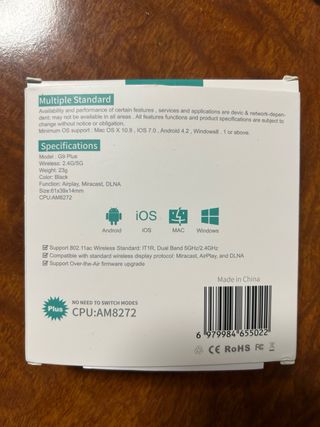 Multiple Standard
Availability and performance of certain features , services and applications are devic & network-depen-
dent; may not be available in all areas . All features functions and product specifications are subject to
change without notice or obligation.
Minimum OS support : Mac OS X 10.9 , IOS 7.0 , Android 4.2 , Windows8 . 1 or above.
Specifications
Model : G9 Plus
Wireless: 2.4G/5G
Weight: 23g
Color: Black
Function: Airplay, Miracast, DLNA
Size:61x39x14mm
CPU:AM8272
iOS
Android
IOS
MAC
Windows
Support 802.11ac Wireless Standard: IT1R, Dual Band 5GHz/2.4GHz
Compatible with standard wireless display protocol: Miracast, AirPlay, and DLNA
Support Over-the-Air firmware upgrade
Made in China
Plus
NO NEED TO SWITCH MODES
CPU:AM8272
6 979984 655022
CE RoHS FC